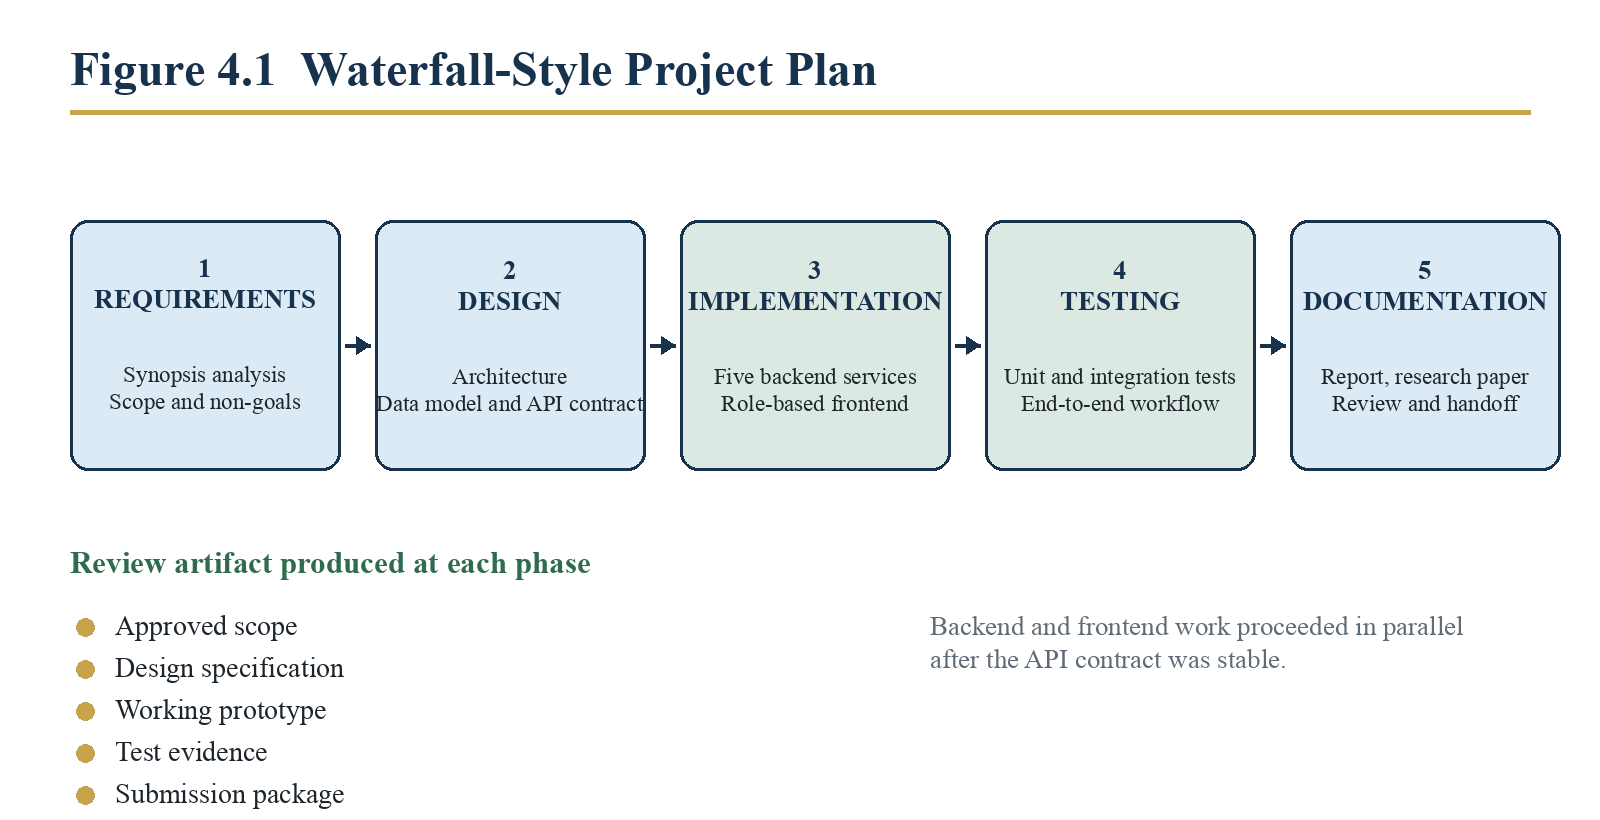 Figure 4.1 Waterfall-Style Project Plan
1
REQUIREMENTS
Synopsis analysis
Scope and non-goals
2
DESIGN
Architecture
Data model and API contract
3
IMPLEMENTATION
Five backend services
Role-based frontend
4
TESTING
Unit and integration tests
End-to-end workflow
5
DOCUMENTATION
Report, research paper
Review and handoff
Review artifact produced at each phase
Approved scope
Design specification
Working prototype
Test evidence
Submission package
Backend and frontend work proceeded in parallel
after the API contract was stable.